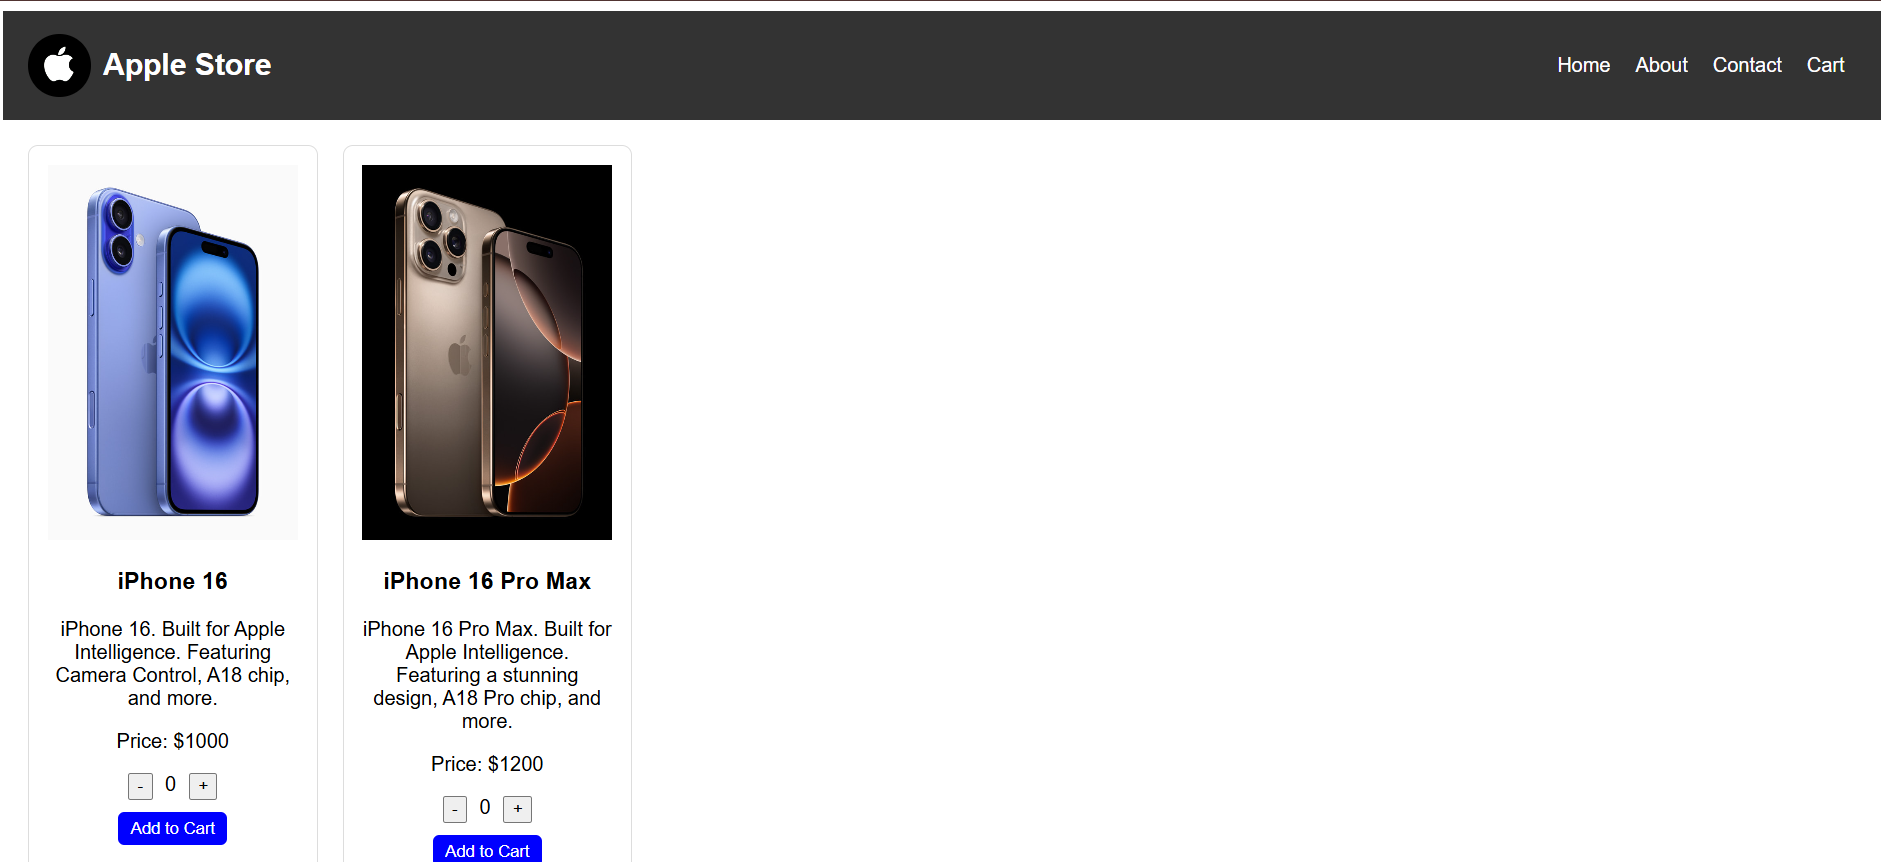 Apple Store
Home About Contact Cart
iPhone 16
iPhone 16. Built for Apple
Intelligence. Featuring
Camera Control, A18 chip,
and more.
Price: $1000
- 0 +
Add to Cart
iPhone 16 Pro Max
iPhone 16 Pro Max. Built for
Apple Intelligence.
Featuring a stunning
design, A18 Pro chip, and
more.
Price: $1200
- 0 +
Add to Cart